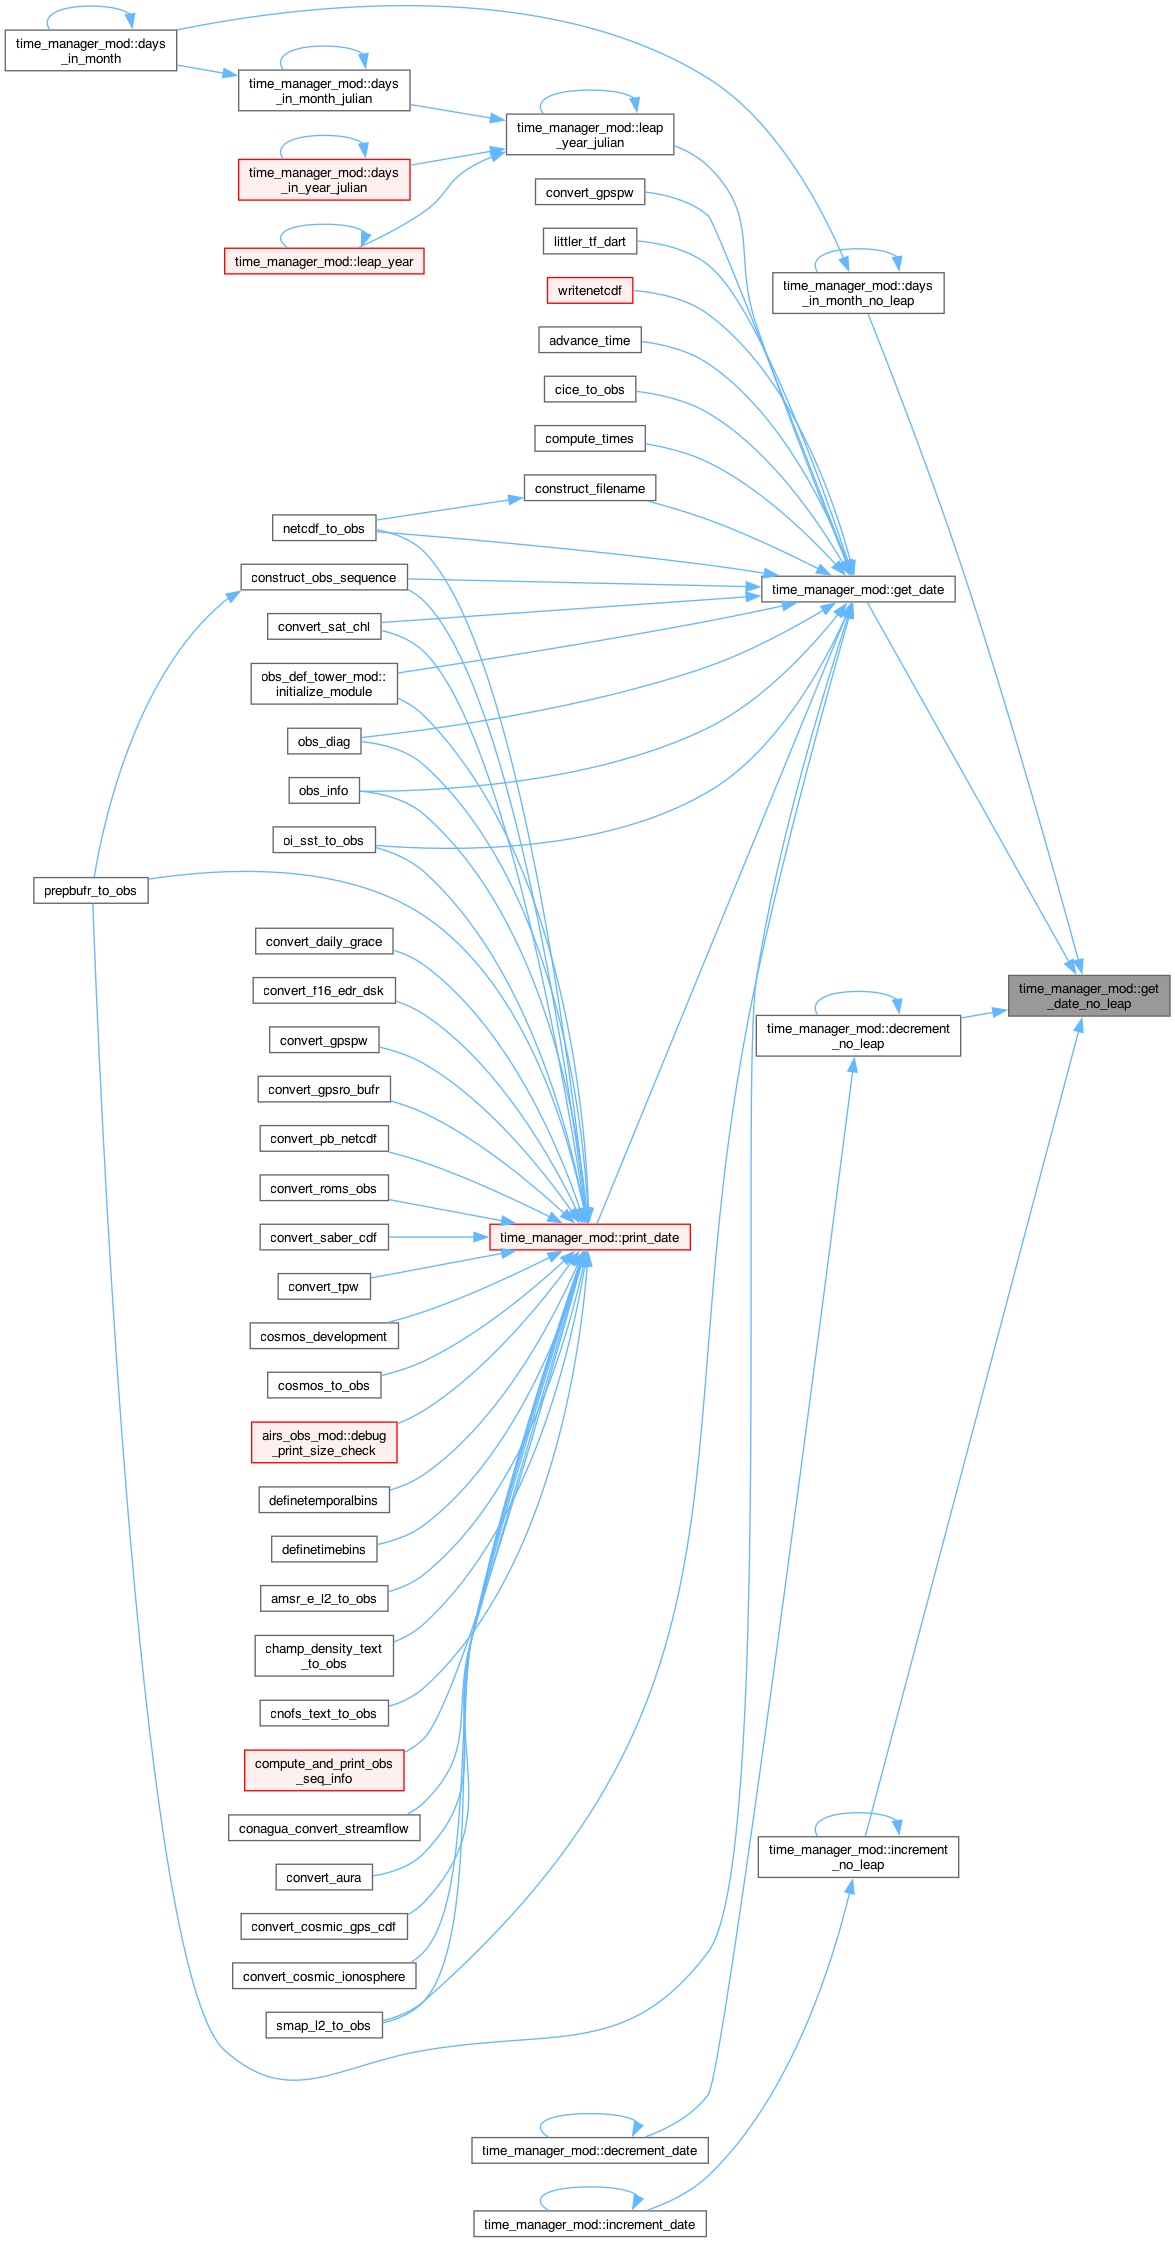 time_manager_mod::days
_in_month
time_manager_mod::days
_in_month_julian
time_manager_mod::leap
_year_julian
time_manager_mod::days
_in_year_julian
convert_gpspw
littler_tf_dart
time_manager_mod::leap_year
time_manager_mod::days
_in_month_no_leap
writenetcdf
advance_time
cice_to_obs
compute_times
construct_filename
netcdf_to_obs
construct_obs_sequence
time_manager_mod::get_date
convert_sat_chl
obs_def_tower_mod::
initialize_module
obs_diag
obs_info
oi_sst_to_obs
prepbufr_to_obs
convert_daily_grace
convert_f16_edr_dsk
time_manager_mod::get
_date_no_leap
time_manager_mod::decrement
_no_leap
convert_gpspw
convert_gpsro_bufr
convert_pb_netcdf
convert_roms_obs
convert_saber_cdf
time_manager_mod::print_date
convert_tpw
cosmos_development
cosmos_to_obs
airs_obs_mod::debug
_print_size_check
definetemporalbins
definetimebins
amsr_e_l2_to_obs
champ_density_text
_to_obs
cnofs_text_to_obs
compute_and_print_obs
_seq_info
conagua_convert_streamflow
time_manager_mod::increment
_no_leap
convert_aura
convert_cosmic_gps_cdf
convert_cosmic_ionosphere
smap_l2_to_obs
time_manager_mod::decrement_date
time_manager_mod::increment_date